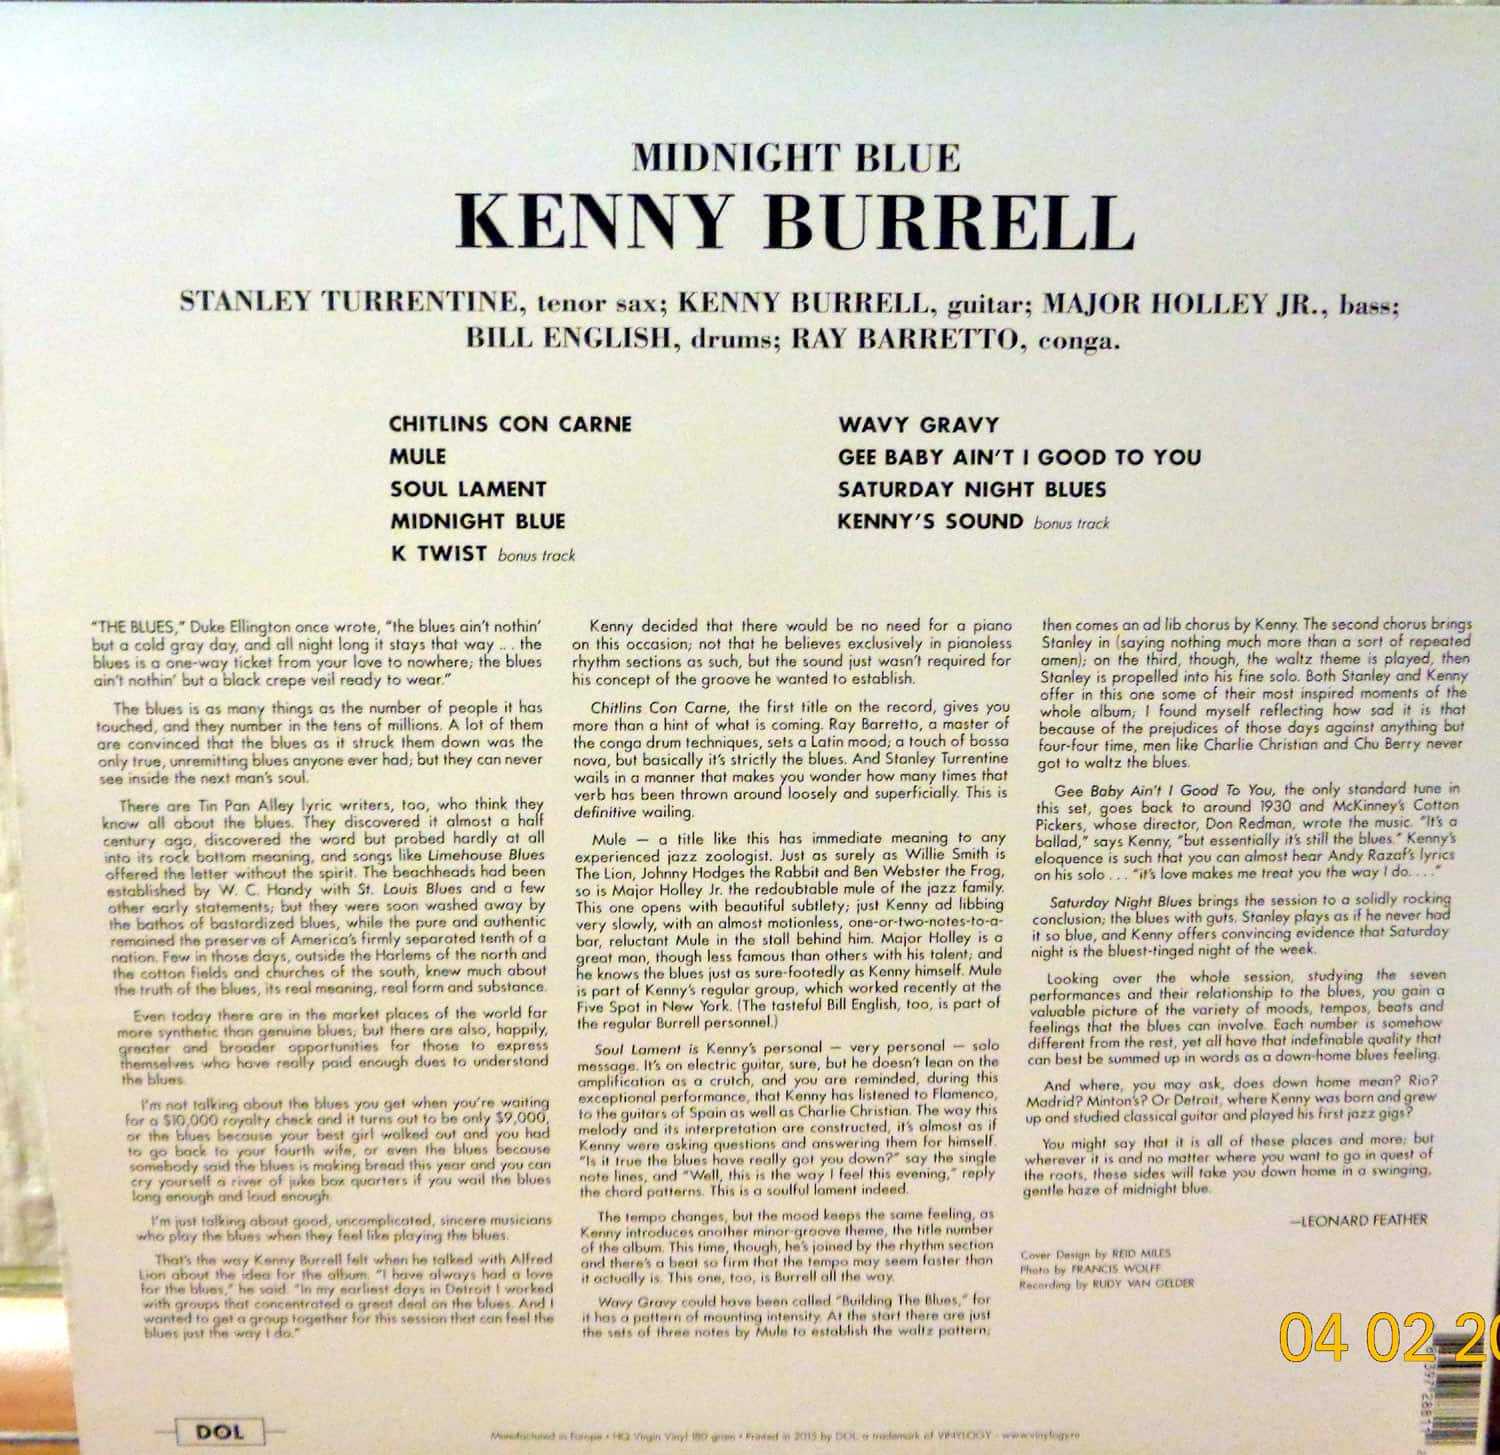 MIDNIGHT BLUE
KENNY BURRELL
STANLEY TURRENTINE, tenor sax; KENNY BURRELL, guitar; MAJOR HOLLEY JR., bass;
BILL ENGLISH, drums; RAY BARRETTO, conga.
CHITLINS CON CARNE
MULE
SOUL LAMENT
MIDNIGHT BLUE
K TWIST bonus track
WAVY GRAVY
GEE BABY AIN'T I GOOD TO YOU
SATURDAY NIGHT BLUES
KENNY'S SOUND bonus track
"THE BLUES," Duke Ellington once wrote, "the blues ain't nothin'
but a cold gray day, and all night long it stays that way . . . the
blues is a one-way ticket from your love to nowhere; the blues
ain't nothin' but a black crepe veil ready to wear."
The blues is as many things as the number of people it has
touched, and they number in the tens of millions. A lot of them
are convinced that the blues as it struck them down was the
only true, unremitting blues anyone ever had; but they can never
see inside the next man's soul.
There are Tin Pan Alley lyric writers, too, who think they
know all about the blues. They discovered it almost a half
century ago, discovered the word but probed hardly at all
into its rock bottom meaning, and songs like Limehouse Blues
offered the letter without the spirit. The beachheads had been
established by W. C. Handy with St. Louis Blues and a few
other early statements; but they were soon washed away by
the bathos of bastardized blues, while the pure and authentic
remained the preserve of America's firmly separated tenth of a
nation. Few in those days, outside the Harlems of the north and
the cotton fields and churches of the south, knew much about
the truth of the blues, its real meaning, real form and substance.
Even today there are in the market places of the world far
more synthetic than genuine blues; but there are also, happily,
greater and broader opportunities for those to express
themselves who have really paid enough dues to understand
the blues.
I'm not talking about the blues you get when you're waiting
for a $10,000 royalty check and it turns out to be only $9,000,
or the blues because your best girl walked out and you had
to go back to your fourth wife, or even the blues because
somebody said the blues is making bread this year and you can
cry yourself a river of juke box quarters if you wail the blues
long enough and loud enough.
I'm just talking about good, uncomplicated, sincere musicians
who play the blues when they feel like playing the blues.
That's the way Kenny Burrell felt when he talked with Alfred
Lion about the idea for the album. "I have always had a love
for the blues," he said. "In my earliest days in Detroit I worked
with groups that concentrated a great deal on the blues. And I
wanted to get a group together for this session that can feel the
blues just the way I do."
Kenny decided that there would be no need for a piano
on this occasion; not that he believes exclusively in pianoless
rhythm sections as such, but the sound just wasn't required for
his concept of the groove he wanted to establish.
Chitlins Con Carne, the first title on the record, gives you
more than a hint of what is coming. Ray Barretto, a master of
the conga drum techniques, sets a Latin mood; a touch of bossa
nova, but basically it's strictly the blues. And Stanley Turrentine
wails in a manner that makes you wonder how many times that
verb has been thrown around loosely and superficially. This is
definitive wailing.
Mule — a title like this has immediate meaning to any
experienced jazz zoologist. Just as surely as Willie Smith is
The Lion, Johnny Hodges the Rabbit and Ben Webster the Frog,
so is Major Holley Jr. the redoubtable mule of the jazz family.
This one opens with beautiful subtlety; just Kenny ad libbing
very slowly, with an almost motionless, one-or-two-notes-to-a-
bar, reluctant Mule in the stall behind him. Major Holley is a
great man, though less famous than others with his talent; and
he knows the blues just as sure-footedly as Kenny himself. Mule
is part of Kenny's regular group, which worked recently at the
Five Spot in New York. (The tasteful Bill English, too, is part of
the regular Burrell personnel.)
Soul Lament is Kenny's personal — very personal — solo
message. It's on electric guitar, sure, but he doesn't lean on the
amplification as a crutch, and you are reminded, during this
exceptional performance, that Kenny has listened to Flamenco,
to the guitars of Spain as well as Charlie Christian. The way this
melody and its interpretation are constructed, it's almost as if
Kenny were asking questions and answering them for himself.
"Is it true the blues have really got you down?" say the single
note lines, and "Well, this is the way I feel this evening," reply
the chord patterns. This is a soulful lament indeed.
The tempo changes, but the mood keeps the same feeling, as
Kenny introduces another minor-groove theme, the title number
of the album. This time, though, he's joined by the rhythm section
and there's a beat so firm that the tempo may seem faster than
it actually is. This one, too, is Burrell all the way.
Wavy Gravy could have been called "Building The Blues," for
it has a pattern of mounting intensity. At the start there are just
the sets of three notes by Mule to establish the waltz pattern;
then comes an ad lib chorus by Kenny. The second chorus brings
Stanley in (saying nothing much more than a sort of repeated
amen); on the third, though, the waltz theme is played, then
Stanley is propelled into his fine solo. Both Stanley and Kenny
offer in this one some of their most inspired moments of the
whole album; I found myself reflecting how sad it is that
because of the prejudices of those days against anything but
four-four time, men like Charlie Christian and Chu Berry never
got to waltz the blues.
Gee Baby Ain't I Good To You, the only standard tune in
this set, goes back to around 1930 and McKinney's Cotton
Pickers, whose director, Don Redman, wrote the music. "It's a
ballad," says Kenny, "but essentially it's still the blues." Kenny's
eloquence is such that you can almost hear Andy Razaf's lyrics
on his solo . . . "it's love makes me treat you the way I do. . . ."
Saturday Night Blues brings the session to a solidly rocking
conclusion; the blues with guts. Stanley plays as if he never had
it so blue, and Kenny offers convincing evidence that Saturday
night is the bluest-tinged night of the week.
Looking over the whole session, studying the seven
performances and their relationship to the blues, you gain a
valuable picture of the variety of moods, tempos, beats and
feelings that the blues can involve. Each number is somehow
different from the rest, yet all have that indefinable quality that
can best be summed up in words as a down-home blues feeling.
And where, you may ask, does down home mean? Rio?
Madrid? Minton's? Or Detroit, where Kenny was born and grew
up and studied classical guitar and played his first jazz gigs?
You might say that it is all of these places and more; but
wherever it is and no matter where you want to go in quest of
the roots, these sides will take you down home in a swinging,
gentle haze of midnight blue.
—LEONARD FEATHER
Cover Design by REID MILES
Photo by FRANCIS WOLFF
Recording by RUDY VAN GELDER
04 02 20
DOL
Manufactured in Europe • HQ Virgin Vinyl 180 gram • Printed in 2015 by DOL, a trademark of VINYLOGY - www.vinylogy.ro